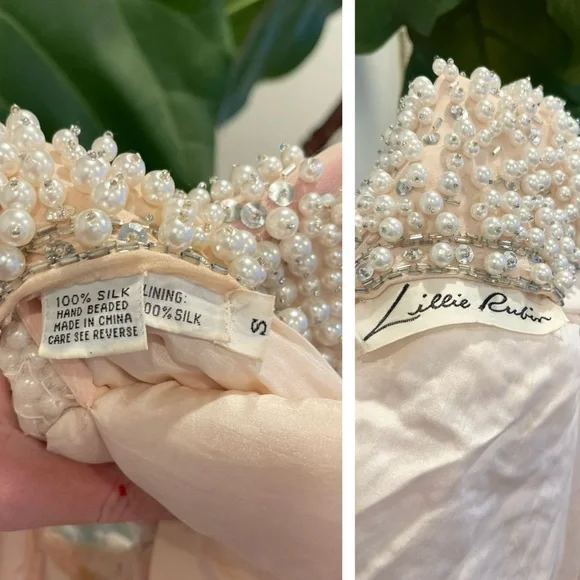 100% SILK
HAND BEADED
MADE IN CHINA
CARE SEE REVERSE
LINING:
100% SILK
S
Lillie Rubin